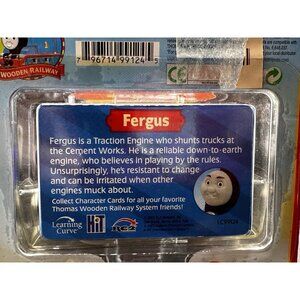 WOODEN RAILWAY
7 96714 99124 5
Fergus
Fergus is a Traction Engine who shunts trucks at
the Cement Works. He is a reliable down-to-earth
engine, who believes in playing by the rules.
Unsurprisingly, he's resistant to change
and can be irritated when other
engines muck about.
Collect Character Cards for all your favorite
Thomas Wooden Railway System friends!
Learning
Curve
HiT
RC2
LC99124